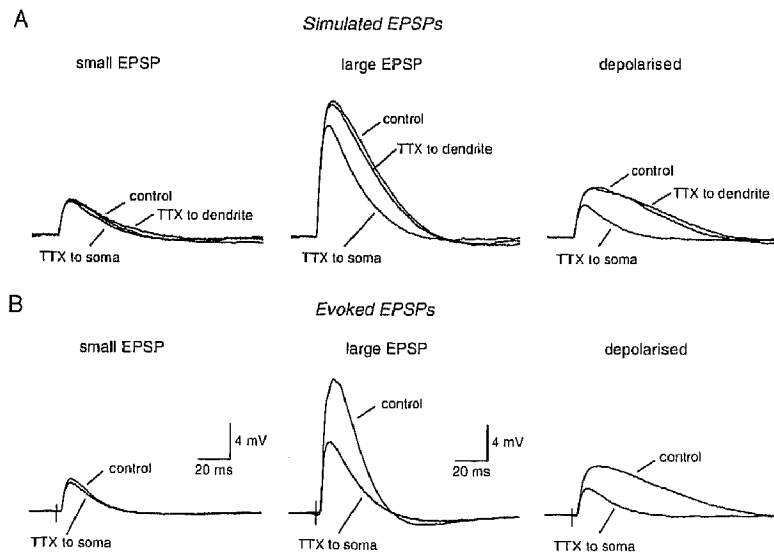 A
Simulated EPSPs
small EPSP
large EPSP
depolarised
control
TTX to dendrite
TTX to soma
control
TTX to dendrite
TTX to soma
control
TTX to dendrite
TTX to soma
B
Evoked EPSPs
small EPSP
large EPSP
depolarised
control
4 mV
20 ms
TTX to soma
control
4 mV
20 ms
TTX to soma
control
TTX to soma